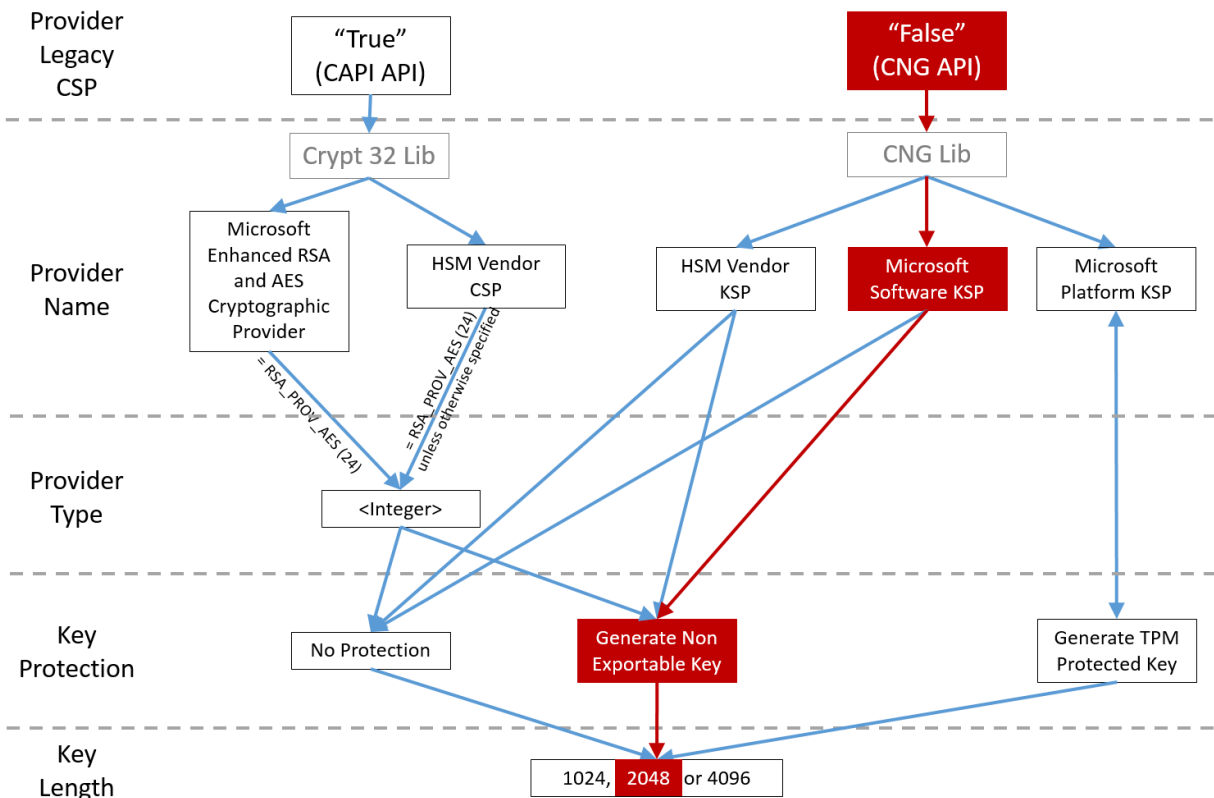 Provider
Legacy
CSP
"True"
(CAPI API)
"False"
(CNG API)
Crypt 32 Lib
CNG Lib
Provider
Name
Microsoft
Enhanced RSA
and AES
Cryptographic
Provider
HSM Vendor
CSP
HSM Vendor
KSP
Microsoft
Software KSP
Microsoft
Platform KSP
= RSA_PROV_AES (24)
= RSA_PROV_AES (24)
unless otherwise specified
Provider
Type
<Integer>
Key
Protection
No Protection
Generate Non
Exportable Key
Generate TPM
Protected Key
Key
Length
1024, 2048 or 4096